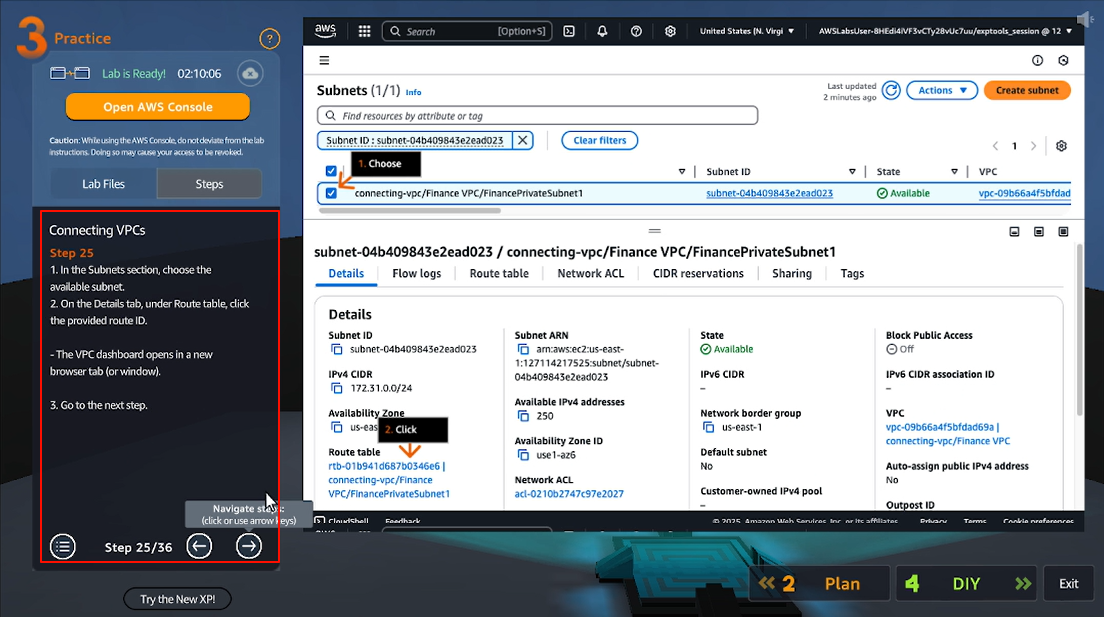 3 Practice
?
Lab is Ready! 02:10:06
Open AWS Console
Caution: While using the AWS Console, do not deviate from the lab
instructions. Doing so may cause your access to be revoked.
Lab Files
Steps
Connecting VPCs
Step 25
1. In the Subnets section, choose the
available subnet.
2. On the Details tab, under Route table, click
the provided route ID.
- The VPC dashboard opens in a new
browser tab (or window).
3. Go to the next step.
Navigate steps:
(click or use arrow keys)
Step 25/36
Try the New XP!
aws
Search
[Option+S]
United States (N. Virgi
AWSLabsUser-8HEdi4iVF3vCTy28vUc7uu/exptools_session @ 12
Subnets (1/1) Info
Last updated
2 minutes ago
Actions
Create subnet
Find resources by attribute or tag
Subnet ID : subnet-04b409843e2ead023
Clear filters
1
1. Choose
Subnet ID
State
VPC
connecting-vpc/Finance VPC/FinancePrivateSubnet1
subnet-04b409843e2ead023
Available
vpc-09b66a4f5bfdad
subnet-04b409843e2ead023 / connecting-vpc/Finance VPC/FinancePrivateSubnet1
Details
Flow logs
Route table
Network ACL
CIDR reservations
Sharing
Tags
Details
Subnet ID
subnet-04b409843e2ead023
IPv4 CIDR
172.31.0.0/24
Availability Zone
us-eas
2. Click
Route table
rtb-01b941d687b0346e6 |
connecting-vpc/Finance
VPC/FinancePrivateSubnet1
Subnet ARN
arn:aws:ec2:us-east-
1:127114217525:subnet/subnet-
04b409843e2ead023
Available IPv4 addresses
250
Availability Zone ID
use1-az6
Network ACL
acl-0210b2747c97e2027
State
Available
IPv6 CIDR
–
Network border group
us-east-1
Default subnet
No
Customer-owned IPv4 pool
–
Block Public Access
Off
IPv6 CIDR association ID
–
VPC
vpc-09b66a4f5bfdad69a |
connecting-vpc/Finance VPC
Auto-assign public IPv4 address
No
Outpost ID
CloudShell
Feedback
© 2025, Amazon Web Services, Inc. or its affiliates.
Privacy
Terms
Cookie preferences
2 Plan
4 DIY
Exit